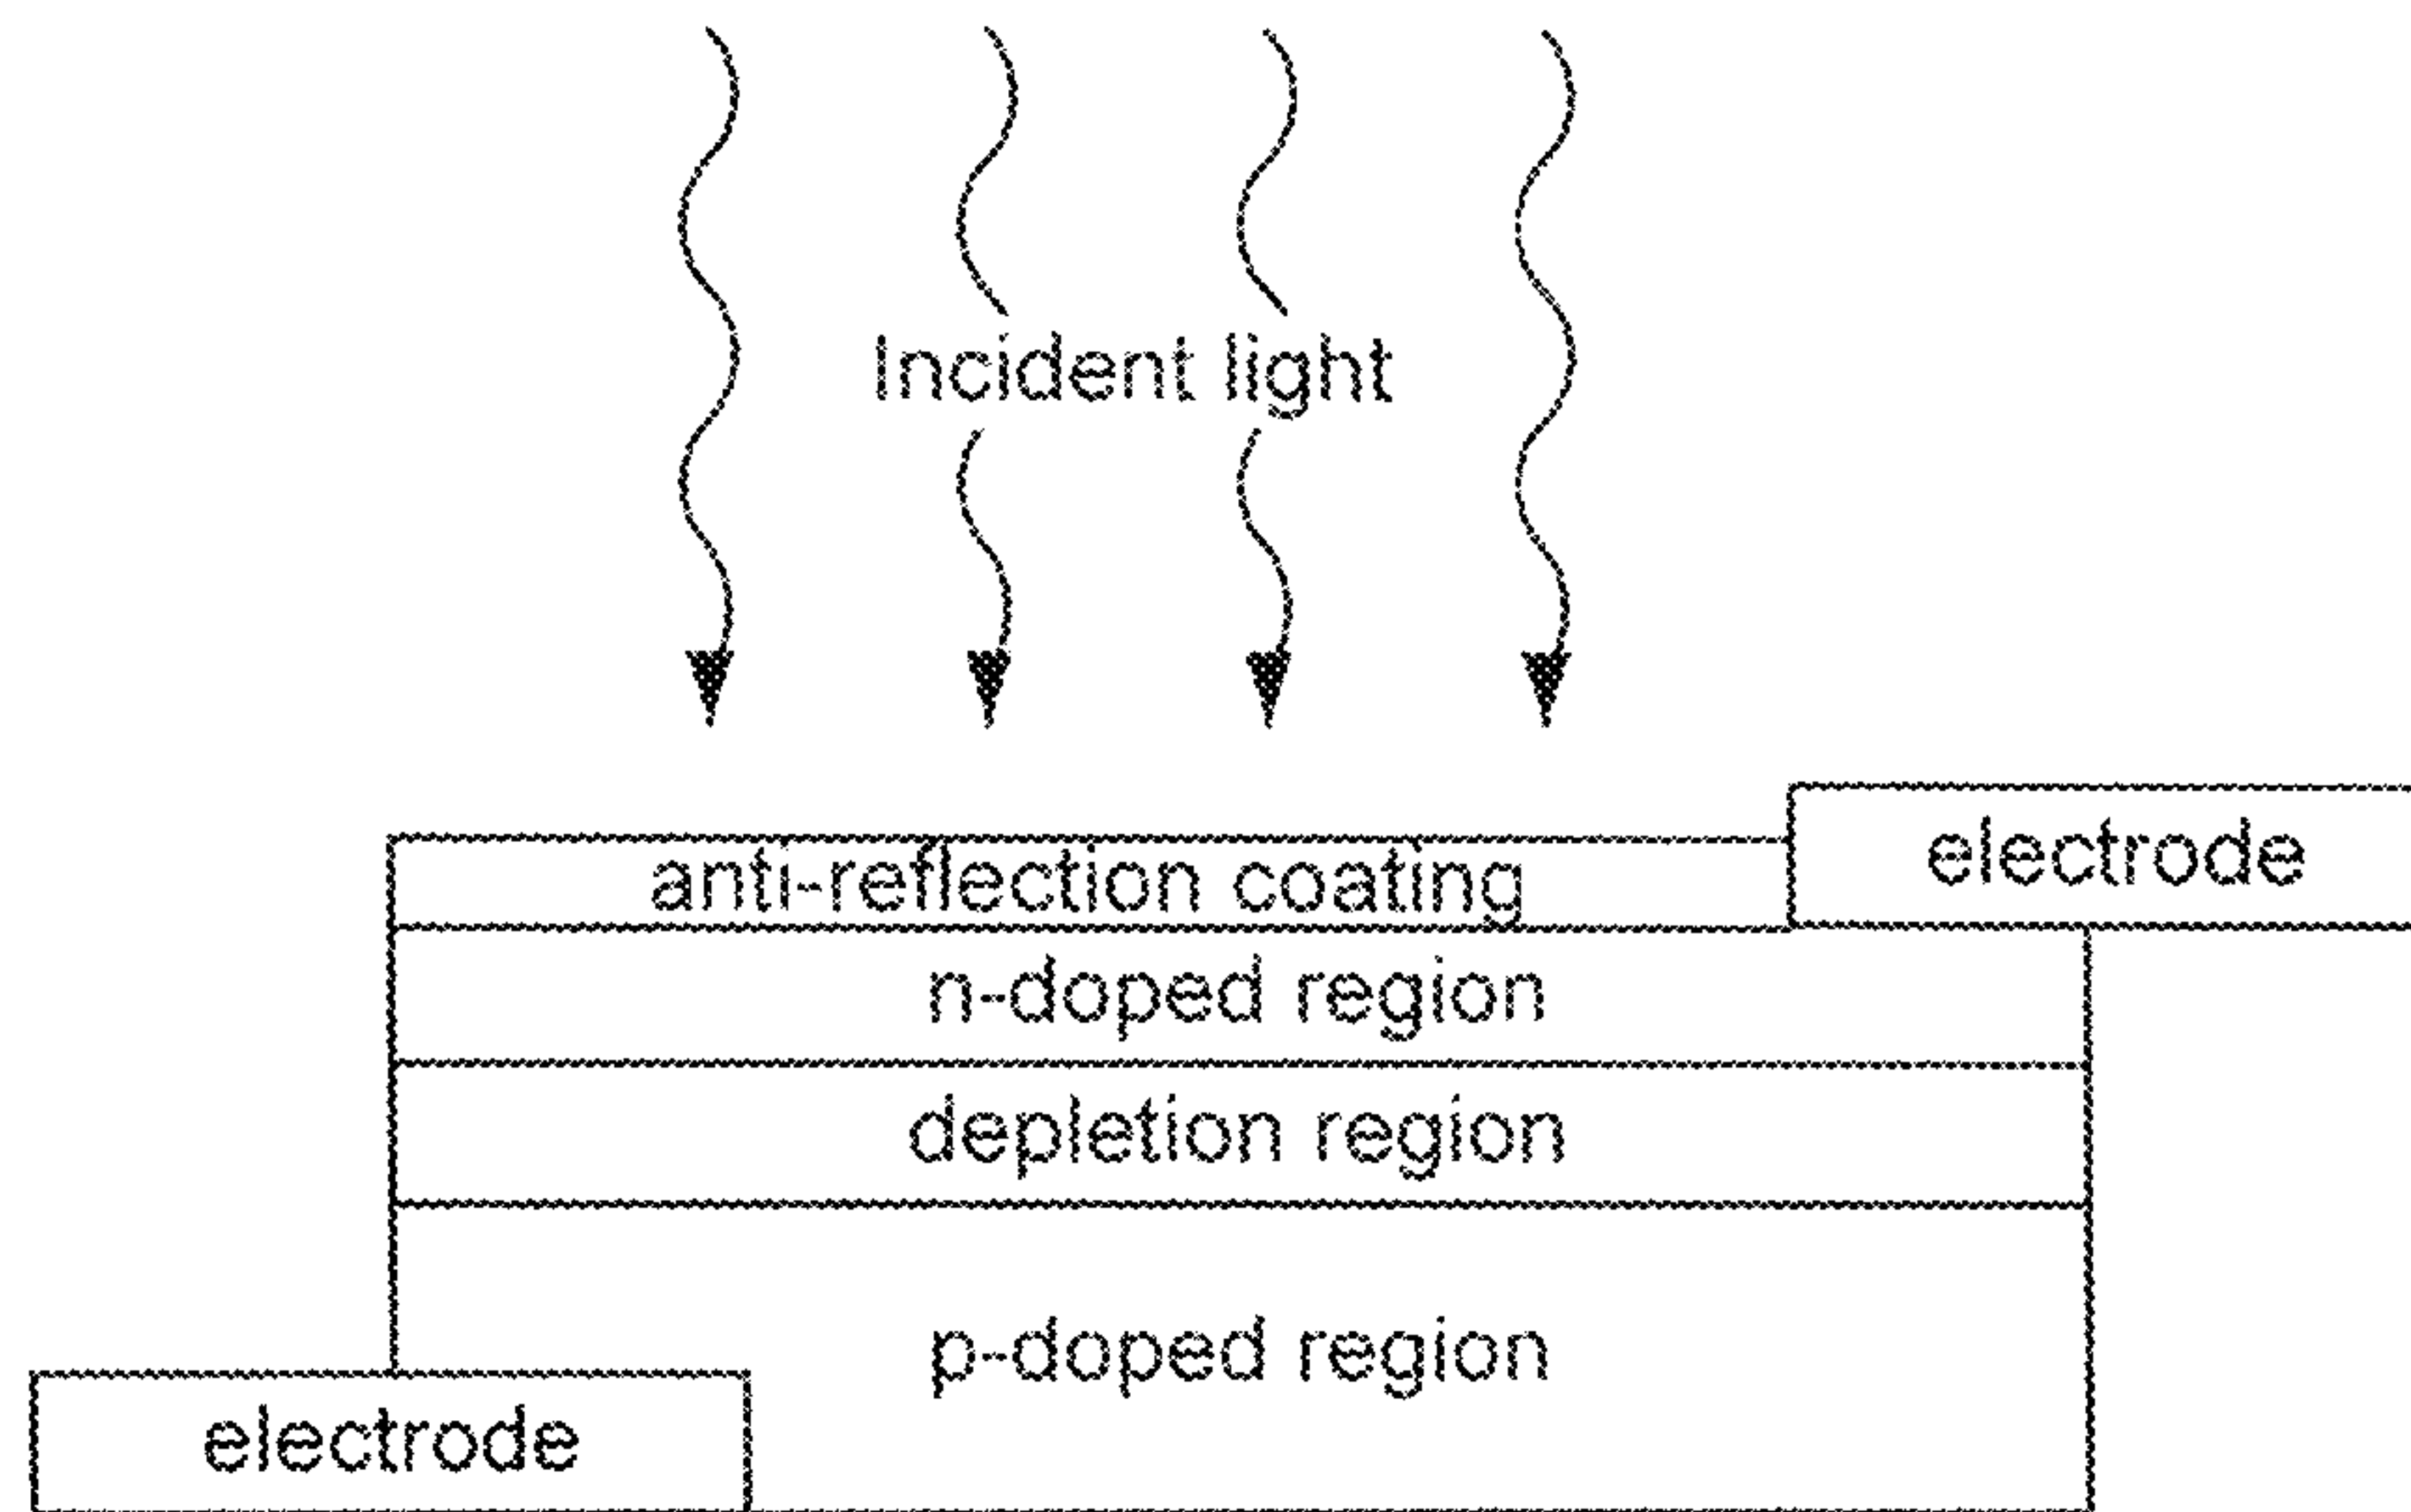 Incident light
electrode
anti-reflection coating
n-doped region
depletion region
p-doped region
electrode